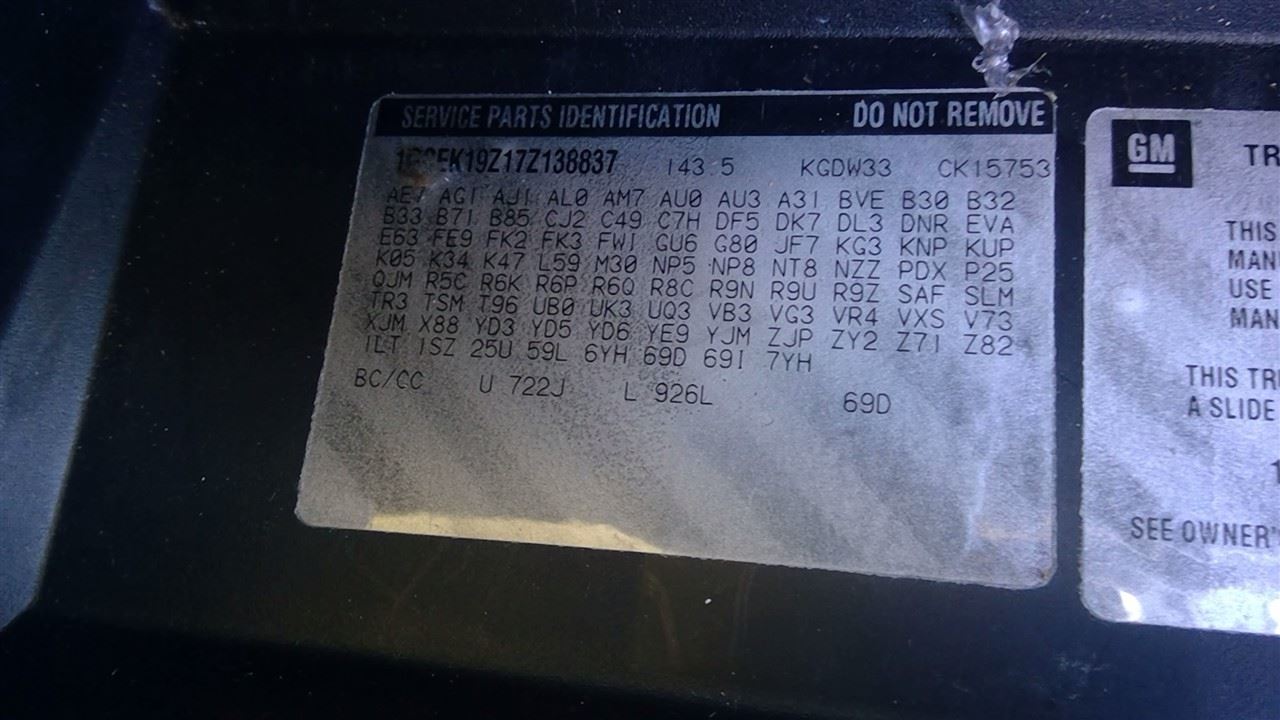 SERVICE PARTS IDENTIFICATION DO NOT REMOVE
143.5 KGDW33 CK15753
AE7 AG1 AJ1 AL0 AM7 AU0 AU3 A31 BVE B30 B32
B33 B71 B85 CJ2 C49 C7H DF5 DK7 DL3 DNR EVA
E63 FE9 FK2 FK3 FW1 GU6 G80 JF7 KG3 KNP KUP
K05 K34 K47 L59 M30 NP5 NP8 NT8 NZZ PDX P25
QJM R5C R6K R6P R6Q R8C R9N R9U R9Z SAF SLM
TR3 TSM T96 UB0 UK3 UQ3 VB3 VG3 VR4 VXS V73
XJM X88 YD3 YD5 YD6 YE9 YJM ZJP ZY2 Z71 Z82
1LT 1SZ 25U 59L 6YH 69D 69I 7YH
BC/CC U 722J L 926L 69D
GM TR
THIS
MANU
USE
MAN
THIS TRU
A SLIDE
SEE OWNER'S